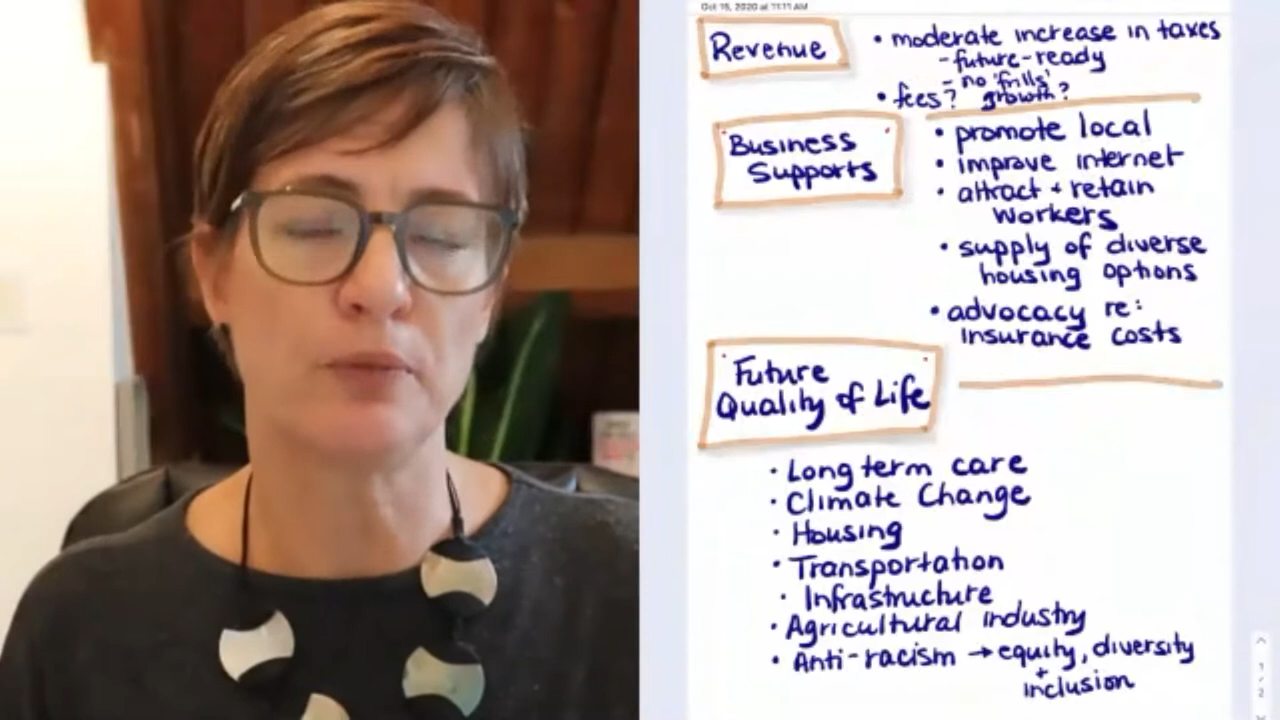 Oct 15, 2020 at 11:11 AM
Revenue
• moderate increase in taxes
- future-ready
- no 'frills'
• fees? growth?
Business
Supports
• promote local
• improve internet
• attract + retain
workers
• supply of diverse
housing options
• advocacy re:
insurance costs
Future
Quality of Life
• Long term care
• Climate Change
• Housing
• Transportation
• Infrastructure
• Agricultural industry
• Anti-racism → equity, diversity
+
inclusion
1
/
2